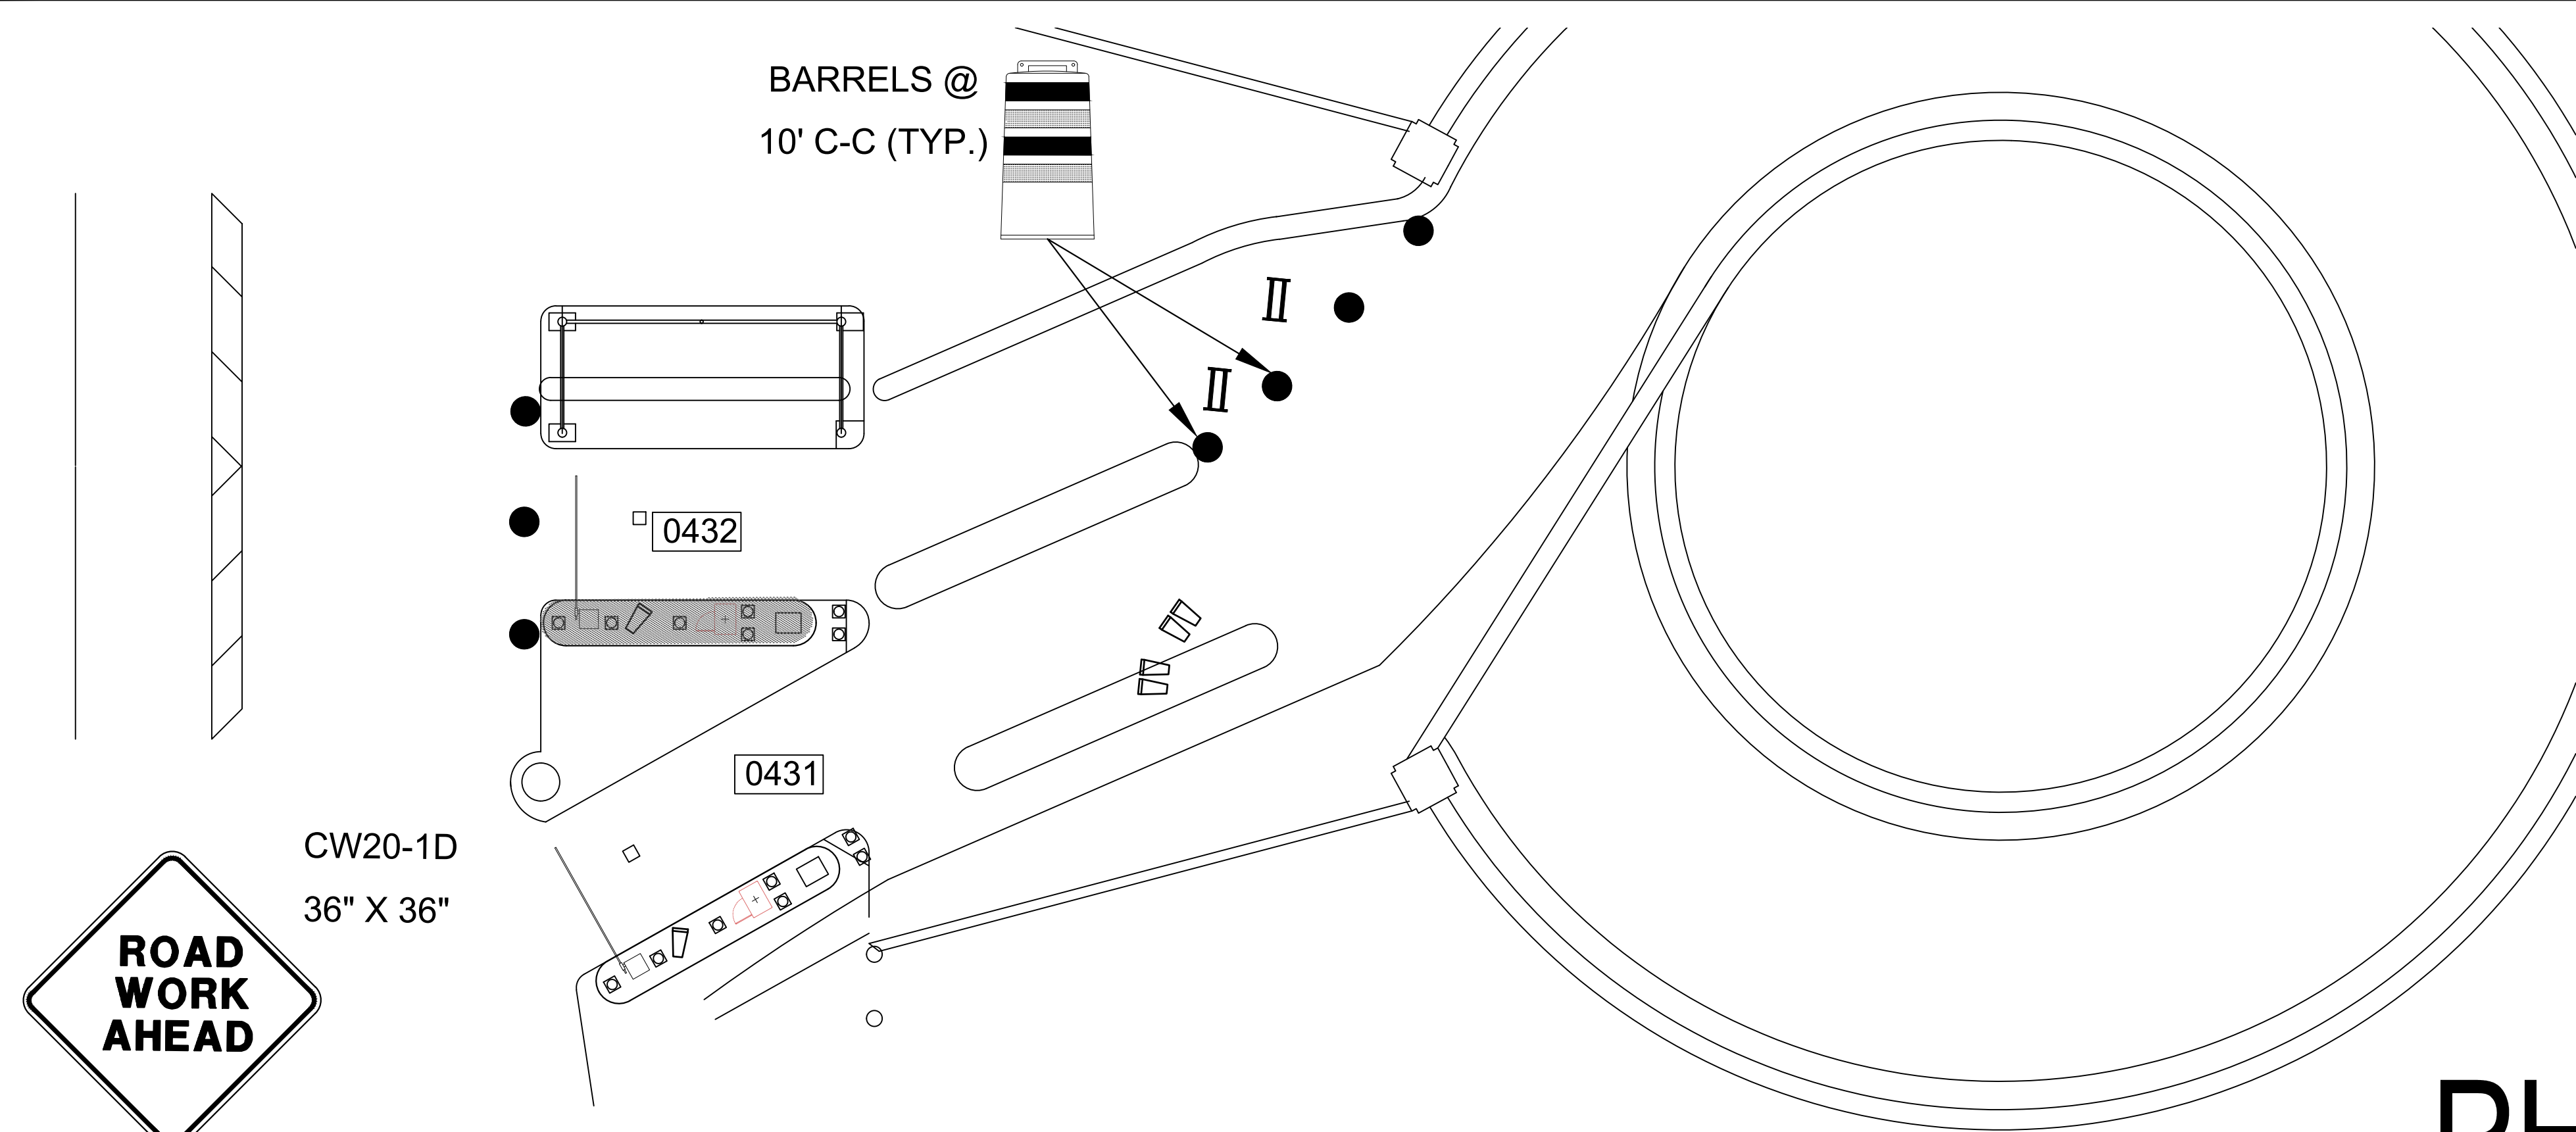 BARRELS @
10' C-C (TYP.)
0432
0431
CW20-1D
36" X 36"
ROAD
WORK
AHEAD